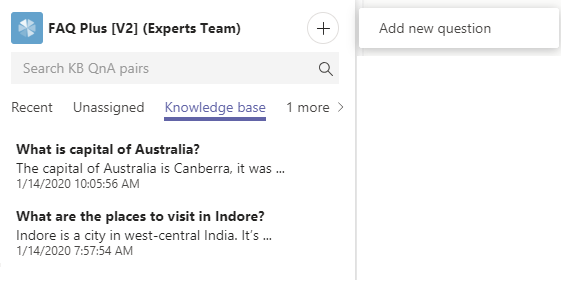 FAQ Plus [V2] (Experts Team)
Add new question
Search KB QnA pairs
Recent Unassigned Knowledge base 1 more
What is capital of Australia?
The capital of Australia is Canberra, it was ...
1/14/2020 10:05:56 AM
What are the places to visit in Indore?
Indore is a city in west-central India. It's ...
1/14/2020 7:57:54 AM